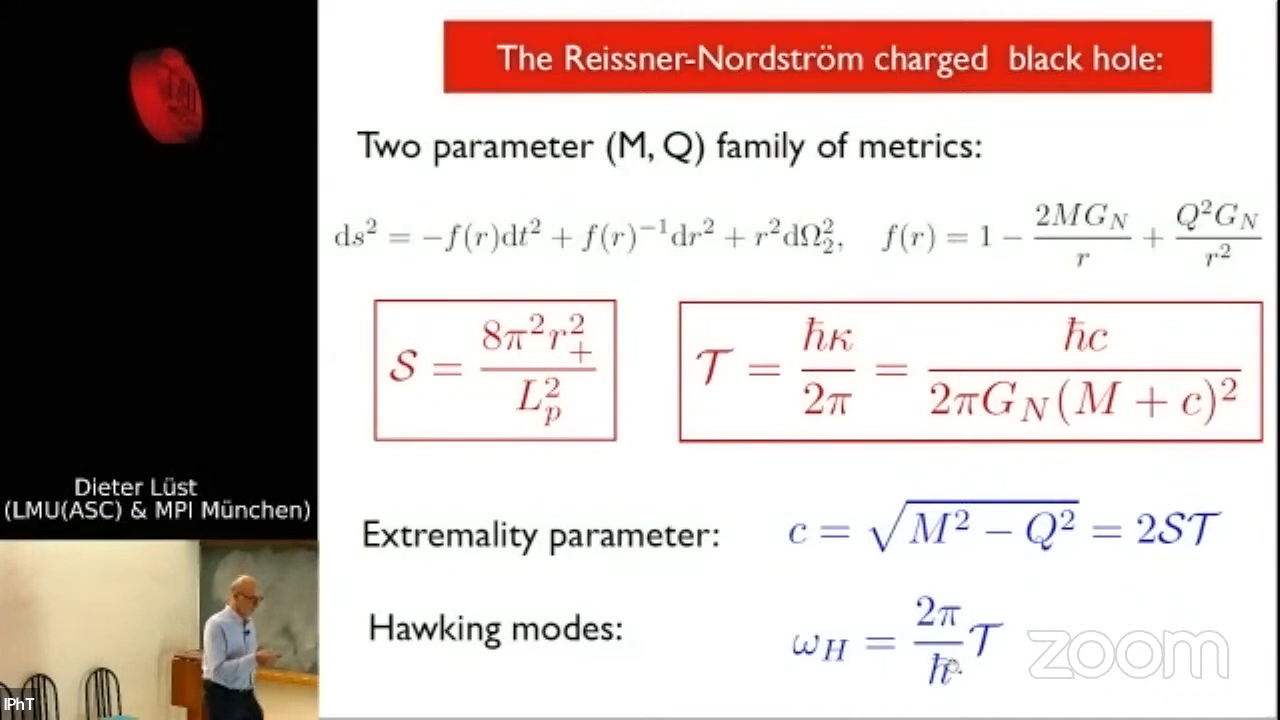 The Reissner-Nordström charged black hole:
Two parameter (M, Q) family of metrics:
ds² = −f(r)dt² + f(r)⁻¹dr² + r²dΩ₂², f(r) = 1 − 2MG_N/r + Q²G_N/r²
𝒮 = 8π²r₊²/L_p²
𝒯 = ħκ/2π = ħc/2πG_N(M + c)²
Extremality parameter: c = √(M² − Q²) = 2𝒮𝒯
Hawking modes: ω_H = 2π/ħ 𝒯
zoom
Dieter Lüst
(LMU(ASC) & MPI München)
IPhT